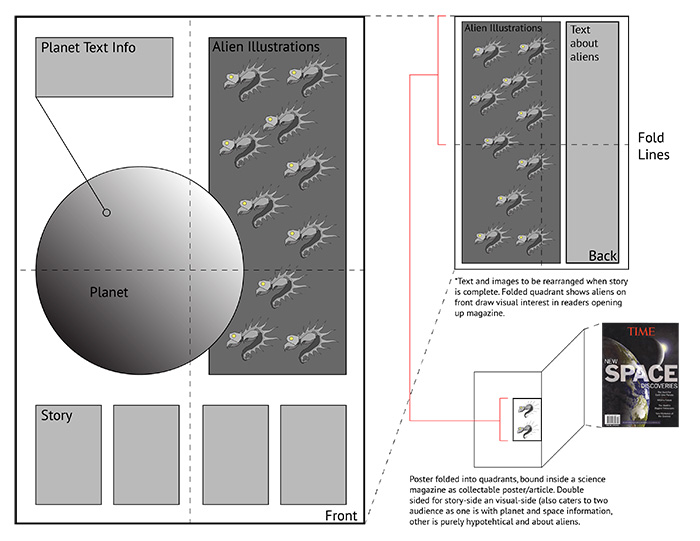 Planet Text Info
Alien Illustrations
Planet
Story
Front
Alien Illustrations
Text
about
aliens
Fold
Lines
Back
*Text and images to be rearranged when story
is complete. Folded quadrant shows aliens on
front draw visual interest in readers opening
up magazine.
TIME
NEW
SPACE
DISCOVERIES
Poster folded into quadrants, bound inside a science
magazine as collectable poster/article. Double
sided for story-side an visual-side (also caters to two
audience as one is with planet and space information,
other is purely hypotehtical and about aliens.